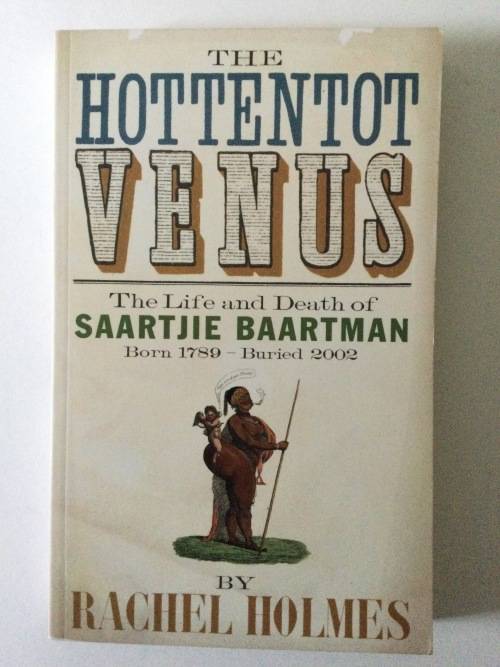 THE
HOTTENTOT
VENUS
The Life and Death of
SAARTJIE BAARTMAN
Born 1789 – Buried 2002
BY
RACHEL HOLMES